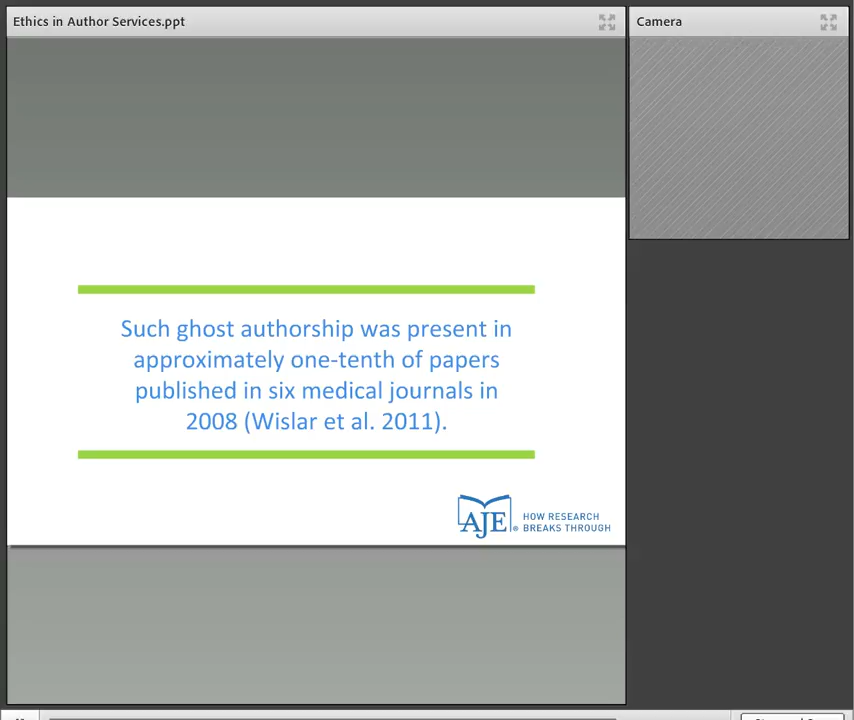 Ethics in Author Services.ppt
Camera
Such ghost authorship was present in
approximately one-tenth of papers
published in six medical journals in
2008 (Wislar et al. 2011).
AJE®
HOW RESEARCH
BREAKS THROUGH